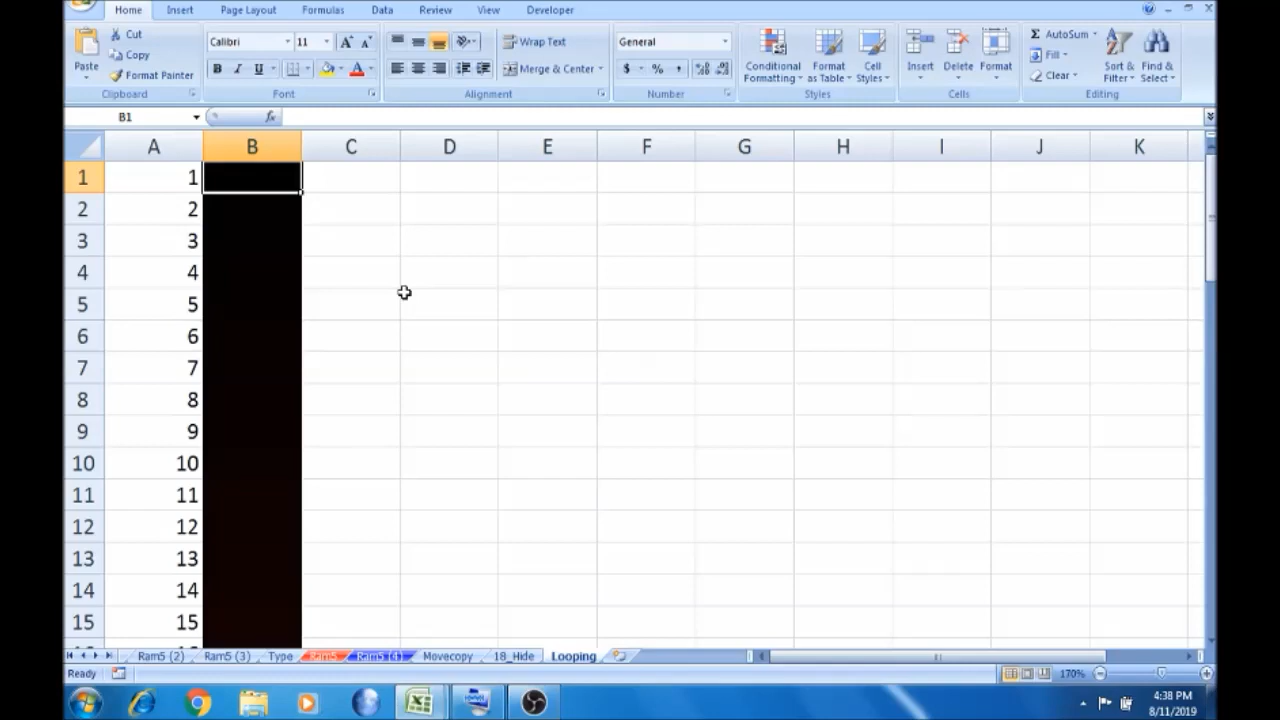 Home Insert Page Layout Formulas Data Review View Developer
Paste
Cut
Copy
Format Painter
Clipboard
Calibri 11
B I U
Font
Wrap Text
Merge & Center
Alignment
General
$ % ,
Number
Conditional Formatting
Format as Table
Cell Styles
Styles
Insert Delete Format
Cells
Σ AutoSum
Fill
Clear
Sort & Filter
Find & Select
Editing
B1 fx
A B C D E F G H I J K
1 1
2 2
3 3
4 4
5 5
6 6
7 7
8 8
9 9
10 10
11 11
12 12
13 13
14 14
15 15
Ram5 (2) Ram5 (3) Type Ram5 Ram5 (4) Movecopy 18_Hide Looping
Ready 170%
4:38 PM
8/11/2019